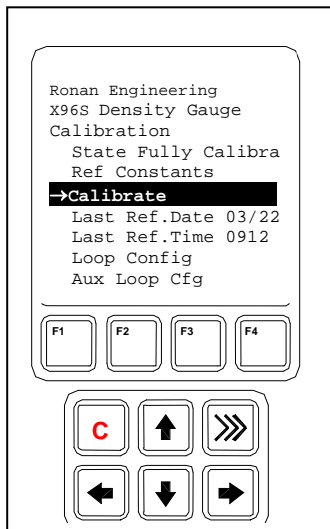 Ronan Engineering
X96S Density Gauge
Calibration
State Fully Calibra
Ref Constants
→Calibrate
Last Ref.Date 03/22
Last Ref.Time 0912
Loop Config
Aux Loop Cfg
F1 F2 F3 F4
C